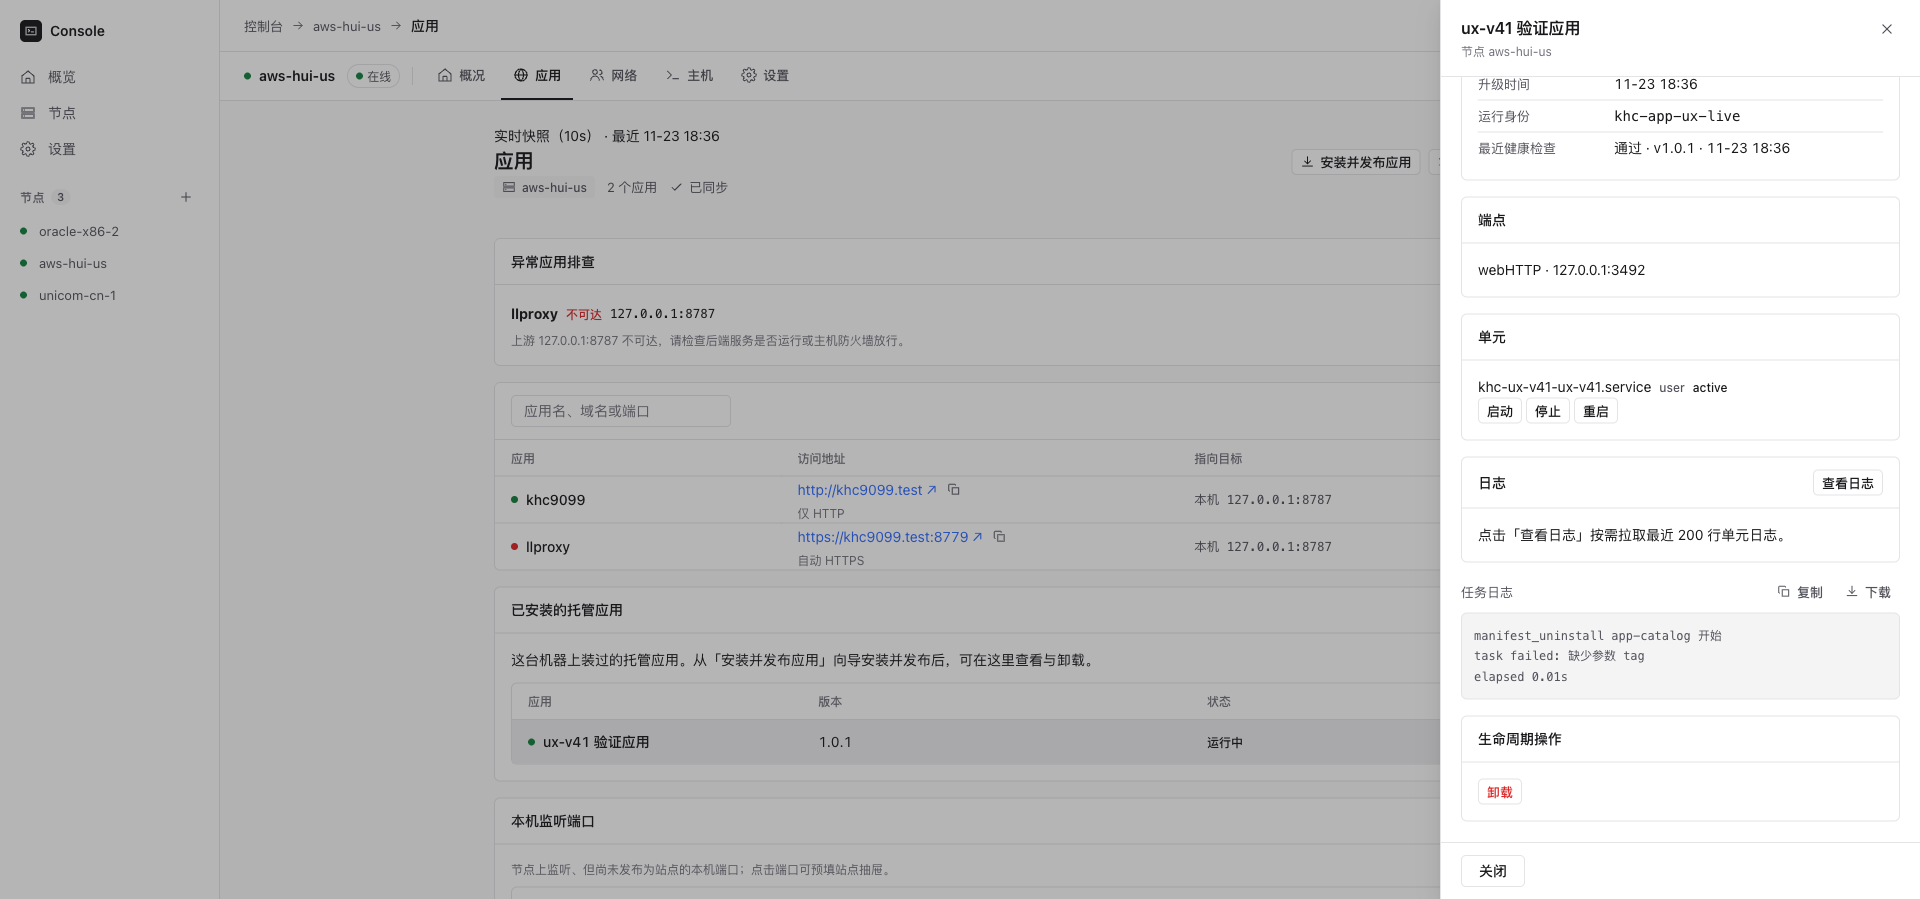 Console
概览
节点
设置
节点 3
oracle-x86-2
aws-hui-us
unicom-cn-1
控制台 → aws-hui-us → 应用
aws-hui-us 在线 概况 应用 网络 主机 设置
实时快照（10s） · 最近 11-23 18:36
应用
安装并发布应用
aws-hui-us 2 个应用 已同步
异常应用排查
llproxy 不可达 127.0.0.1:8787
上游 127.0.0.1:8787 不可达，请检查后端服务是否运行或主机防火墙放行。
应用名、域名或端口
应用 访问地址 指向目标
khc9099 http://khc9099.test 本机 127.0.0.1:8787
仅 HTTP
llproxy https://khc9099.test:8779 本机 127.0.0.1:8787
自动 HTTPS
已安装的托管应用
这台机器上装过的托管应用。从「安装并发布应用」向导安装并发布后，可在这里查看与卸载。
应用 版本 状态
ux-v41 验证应用 1.0.1 运行中
本机监听端口
节点上监听、但尚未发布为站点的本机端口；点击端口可预填站点抽屉。
ux-v41 验证应用
节点 aws-hui-us
升级时间 11-23 18:36
运行身份 khc-app-ux-live
最近健康检查 通过 · v1.0.1 · 11-23 18:36
端点
webHTTP · 127.0.0.1:3492
单元
khc-ux-v41-ux-v41.service user active
启动 停止 重启
日志 查看日志
点击「查看日志」按需拉取最近 200 行单元日志。
任务日志 复制 下载
manifest_uninstall app-catalog 开始
task failed: 缺少参数 tag
elapsed 0.01s
生命周期操作
卸载
关闭